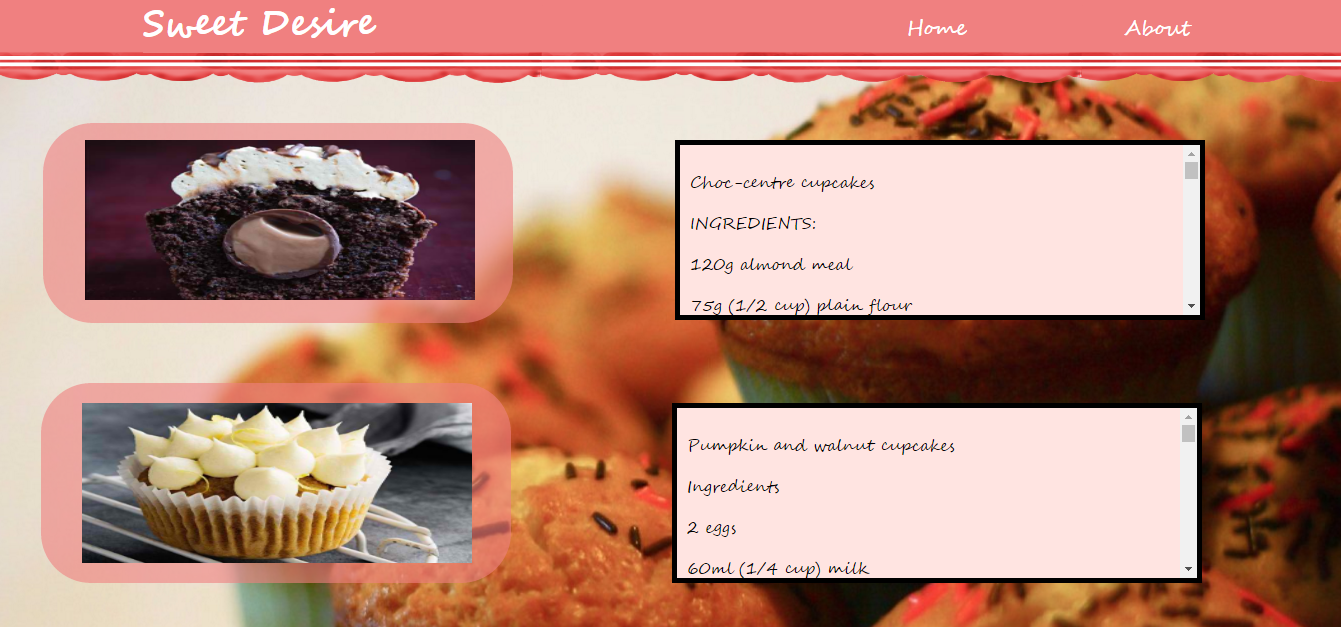 Sweet Desire
Home
About
Choc-centre cupcakes
INGREDIENTS:
120g almond meal
75g (1/2 cup) plain flour
Pumpkin and walnut cupcakes
Ingredients
2 eggs
60ml (1/4 cup) milk